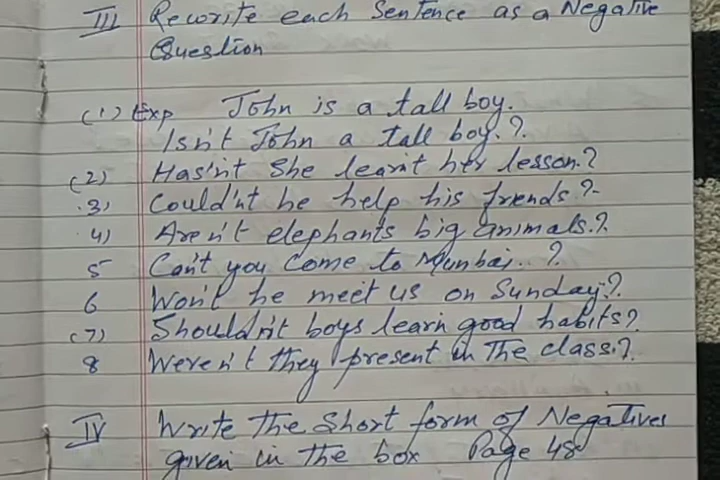 III Rewrite each Sentence as a Negative
Question
(1) Exp John is a tall boy.
Isn't John a tall boy.?
(2) Has'nt She learnt her lesson.?
3) Could'nt he help his friends.?
4) Are n't elephants big animals.?
5 Can't you Come to Mumbai..?
6 Won't he meet us on Sunday.?
(7) Should n't boys learn good habits?
8 Weren't they present in The class.?
IV Write The Short form of Negatives
given in the box Page 48